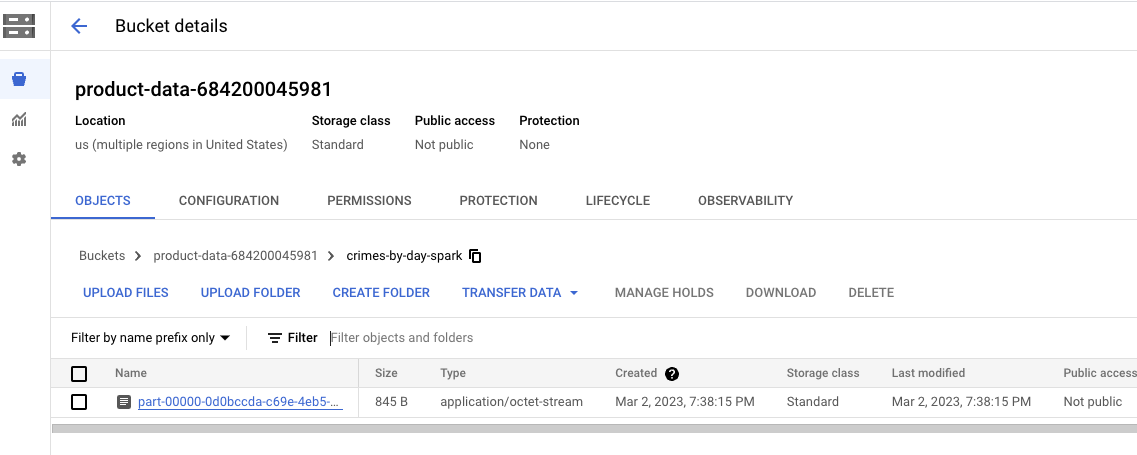 Bucket details
product-data-684200045981
Location Storage class Public access Protection
us (multiple regions in United States) Standard Not public None
OBJECTS CONFIGURATION PERMISSIONS PROTECTION LIFECYCLE OBSERVABILITY
Buckets > product-data-684200045981 > crimes-by-day-spark
UPLOAD FILES UPLOAD FOLDER CREATE FOLDER TRANSFER DATA MANAGE HOLDS DOWNLOAD DELETE
Filter by name prefix only Filter Filter objects and folders
Name Size Type Created ? Storage class Last modified Public access
part-00000-0d0bccda-c69e-4eb5-... 845 B application/octet-stream Mar 2, 2023, 7:38:15 PM Standard Mar 2, 2023, 7:38:15 PM Not public